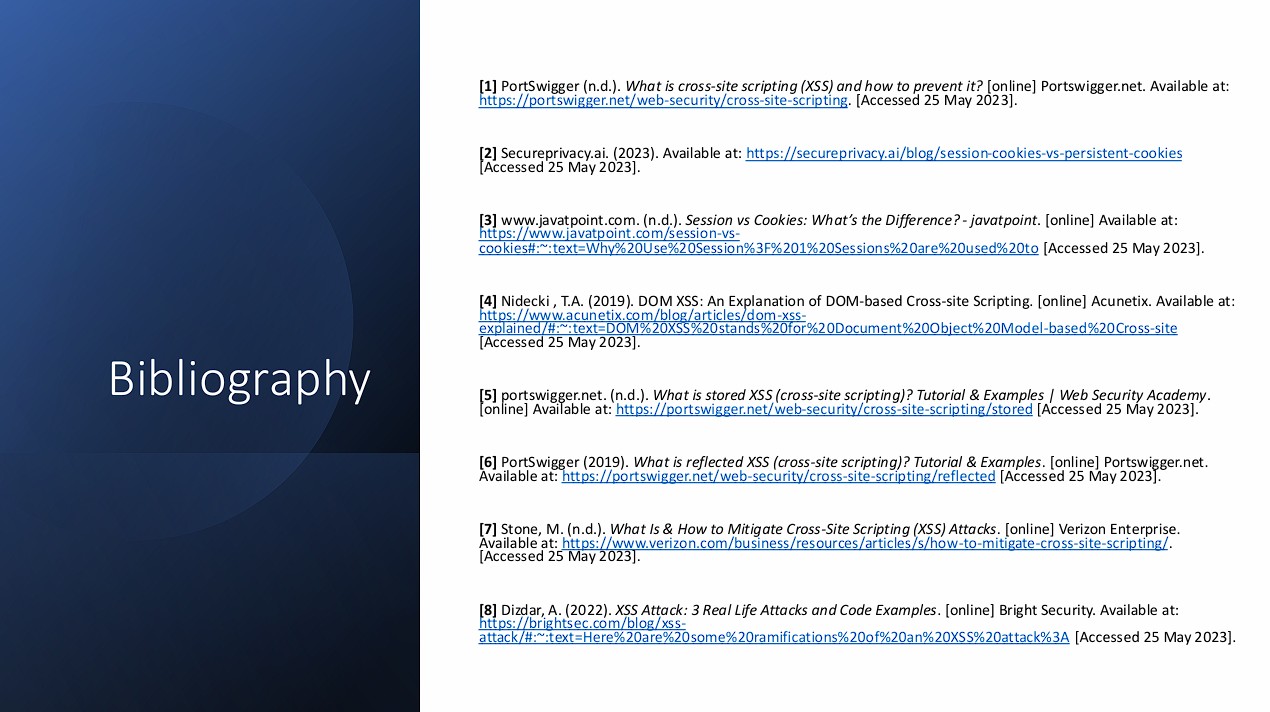 Bibliography
[1] PortSwigger (n.d.). What is cross-site scripting (XSS) and how to prevent it? [online] Portswigger.net. Available at:
https://portswigger.net/web-security/cross-site-scripting. [Accessed 25 May 2023].
[2] Secureprivacy.ai. (2023). Available at: https://secureprivacy.ai/blog/session-cookies-vs-persistent-cookies
[Accessed 25 May 2023].
[3] www.javatpoint.com. (n.d.). Session vs Cookies: What’s the Difference? - javatpoint. [online] Available at:
https://www.javatpoint.com/session-vs-
cookies#:~:text=Why%20Use%20Session%3F%201%20Sessions%20are%20used%20to [Accessed 25 May 2023].
[4] Nidecki , T.A. (2019). DOM XSS: An Explanation of DOM-based Cross-site Scripting. [online] Acunetix. Available at:
https://www.acunetix.com/blog/articles/dom-xss-
explained/#:~:text=DOM%20XSS%20stands%20for%20Document%20Object%20Model-based%20Cross-site
[Accessed 25 May 2023].
[5] portswigger.net. (n.d.). What is stored XSS (cross-site scripting)? Tutorial & Examples | Web Security Academy.
[online] Available at: https://portswigger.net/web-security/cross-site-scripting/stored [Accessed 25 May 2023].
[6] PortSwigger (2019). What is reflected XSS (cross-site scripting)? Tutorial & Examples. [online] Portswigger.net.
Available at: https://portswigger.net/web-security/cross-site-scripting/reflected [Accessed 25 May 2023].
[7] Stone, M. (n.d.). What Is & How to Mitigate Cross-Site Scripting (XSS) Attacks. [online] Verizon Enterprise.
Available at: https://www.verizon.com/business/resources/articles/s/how-to-mitigate-cross-site-scripting/.
[Accessed 25 May 2023].
[8] Dizdar, A. (2022). XSS Attack: 3 Real Life Attacks and Code Examples. [online] Bright Security. Available at:
https://brightsec.com/blog/xss-
attack/#:~:text=Here%20are%20some%20ramifications%20of%20an%20XSS%20attack%3A [Accessed 25 May 2023].